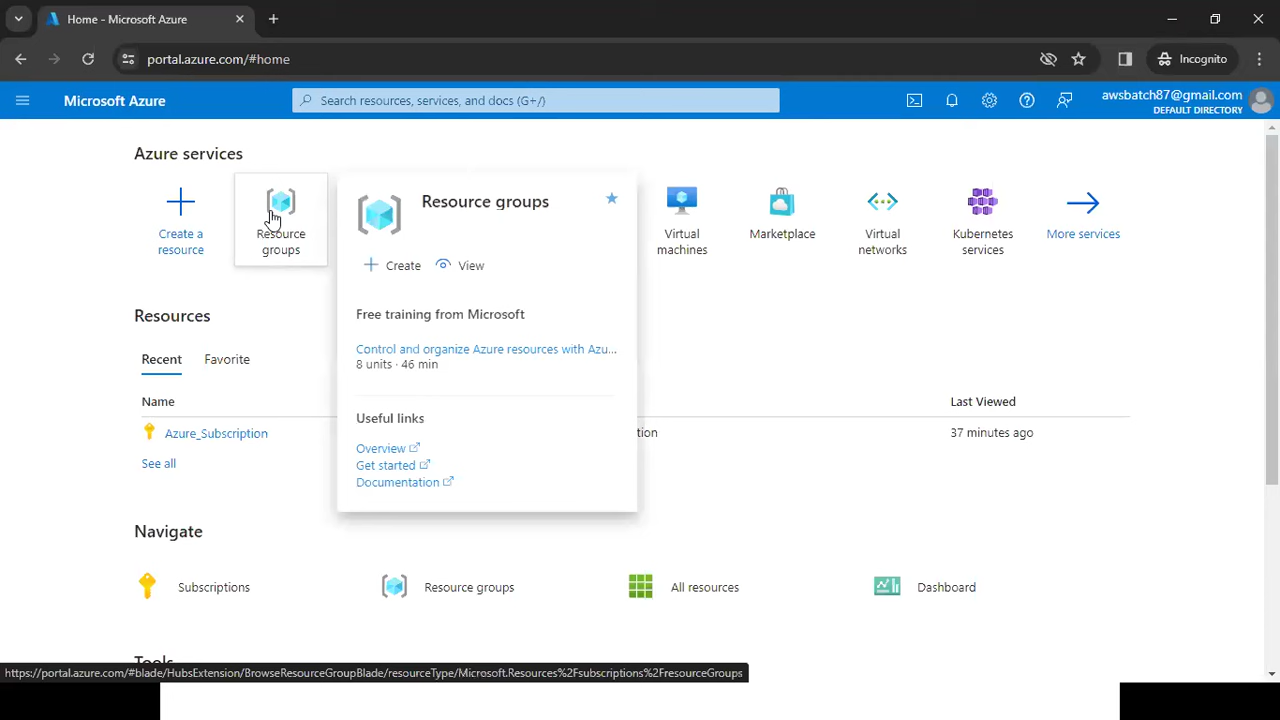 Home - Microsoft Azure
portal.azure.com/#home
Incognito
Microsoft Azure
Search resources, services, and docs (G+/)
awsbatch87@gmail.com
DEFAULT DIRECTORY
Azure services
Create a
resource
Resource
groups
Resource groups
Create
View
Free training from Microsoft
Control and organize Azure resources with Azu...
8 units · 46 min
Useful links
Overview
Get started
Documentation
Virtual
machines
Marketplace
Virtual
networks
Kubernetes
services
More services
Resources
Recent
Favorite
Name
Last Viewed
Azure_Subscription
tion
37 minutes ago
See all
Navigate
Subscriptions
Resource groups
All resources
Dashboard
Tools
https://portal.azure.com/#blade/HubsExtension/BrowseResourceGroupBlade/resourceType/Microsoft.Resources%2Fsubscriptions%2FresourceGroups